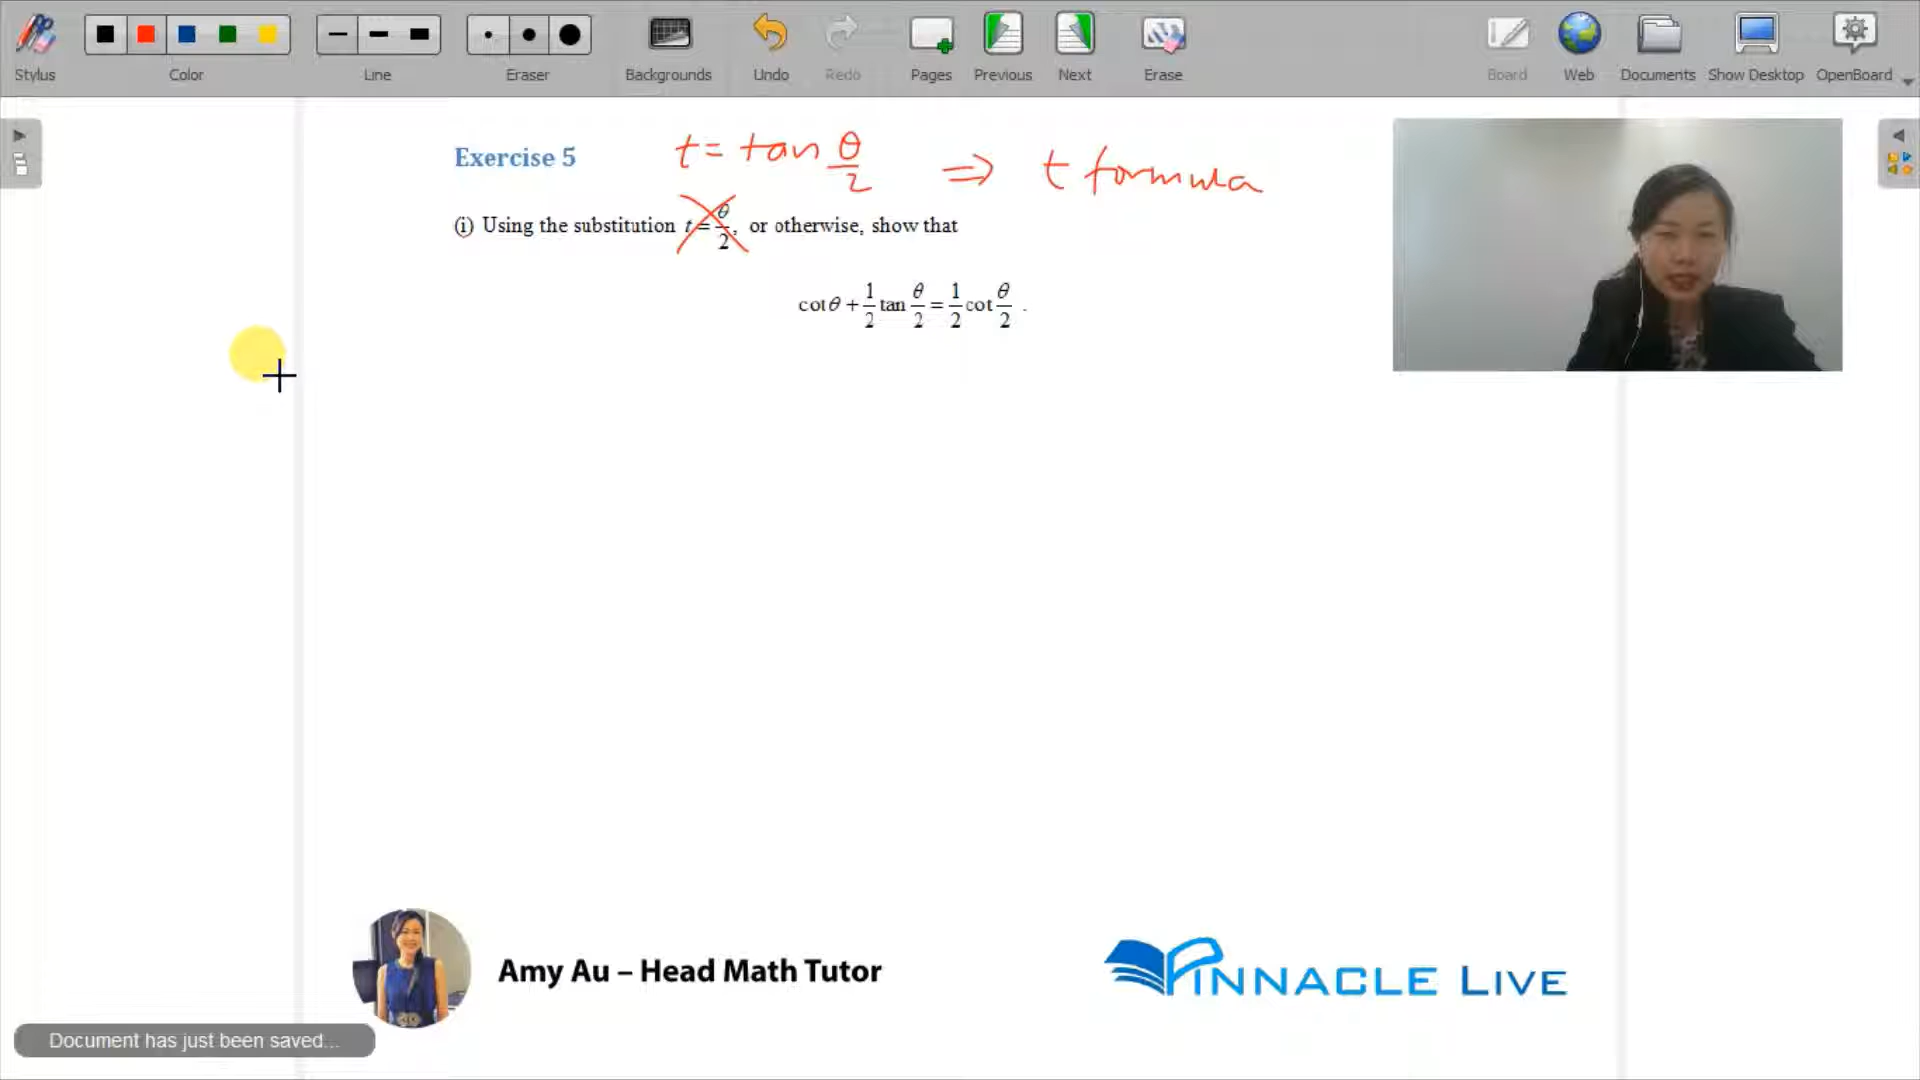 Stylus Color Line Eraser Backgrounds Undo Redo Pages Previous Next Erase Board Web Documents Show Desktop OpenBoard
Exercise 5 t = tan θ/2 ⇒ t formula
(i) Using the substitution t = θ/2, or otherwise, show that
cot θ + 1/2 tan θ/2 = 1/2 cot θ/2 .
Amy Au – Head Math Tutor
PINNACLE LIVE
Document has just been saved...